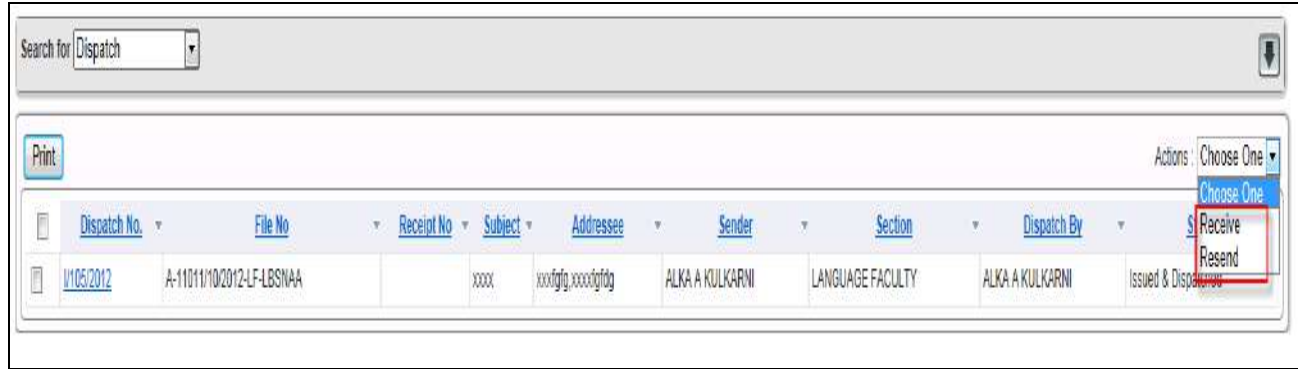 Search for Dispatch
Print
Actions : Choose One
Choose One
Receive
Resend
Dispatch No. File No Receipt No Subject Addressee Sender Section Dispatch By
I/105/2012 A-11011/10/2012-LF-LBSNAA xxxx xxxfgfg,xxxxfgfdg ALKA A KULKARNI LANGUAGE FACULTY ALKA A KULKARNI Issued &